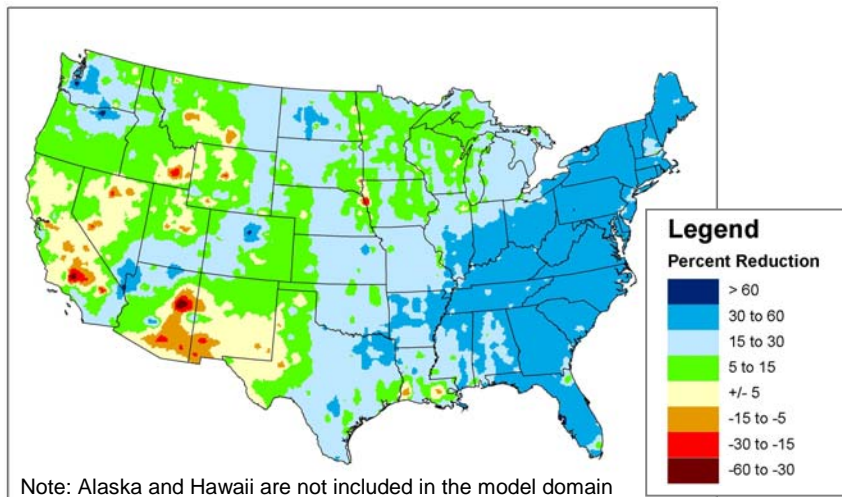 Legend
Percent Reduction
> 60
30 to 60
15 to 30
5 to 15
+/- 5
-15 to -5
-30 to -15
-60 to -30
Note: Alaska and Hawaii are not included in the model domain